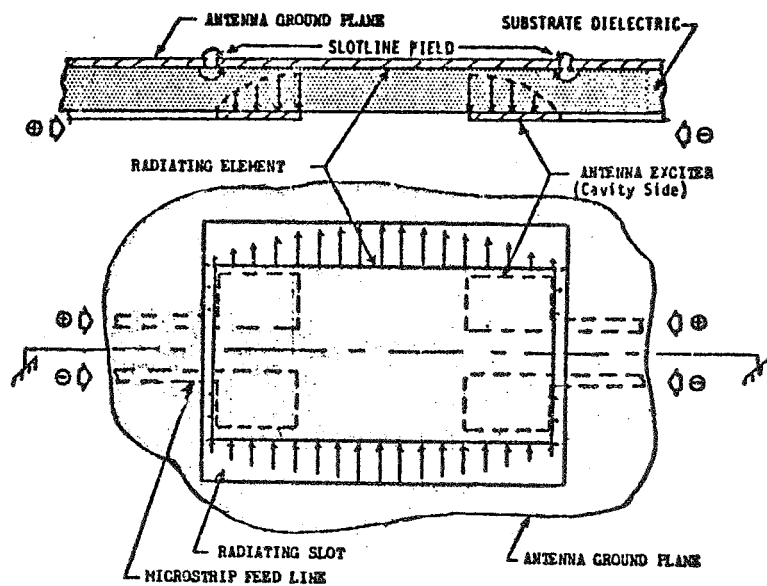 ANTENNA GROUND PLANE
SUBSTRATE DIELECTRIC
SLOTLINE FIELD
⊕
⊖
RADIATING ELEMENT
ANTENNA EXCITER
(Cavity Side)
⊕
⊕
⊖
⊖
RADIATING SLOT
ANTENNA GROUND PLANE
MICROSTRIP FEED LINE